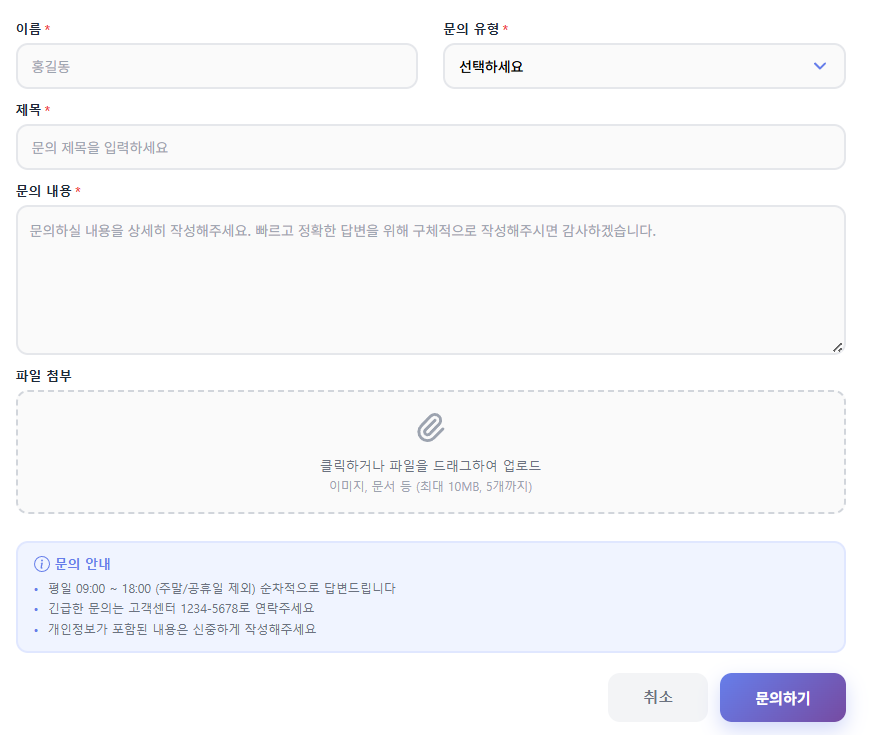 이름 *
문의 유형 *
홍길동
선택하세요
제목 *
문의 제목을 입력하세요
문의 내용 *
문의하실 내용을 상세히 작성해주세요. 빠르고 정확한 답변을 위해 구체적으로 작성해주시면 감사하겠습니다.
파일 첨부
클릭하거나 파일을 드래그하여 업로드
이미지, 문서 등 (최대 10MB, 5개까지)
문의 안내
• 평일 09:00 ~ 18:00 (주말/공휴일 제외) 순차적으로 답변드립니다
• 긴급한 문의는 고객센터 1234-5678로 연락주세요
• 개인정보가 포함된 내용은 신중하게 작성해주세요
취소
문의하기